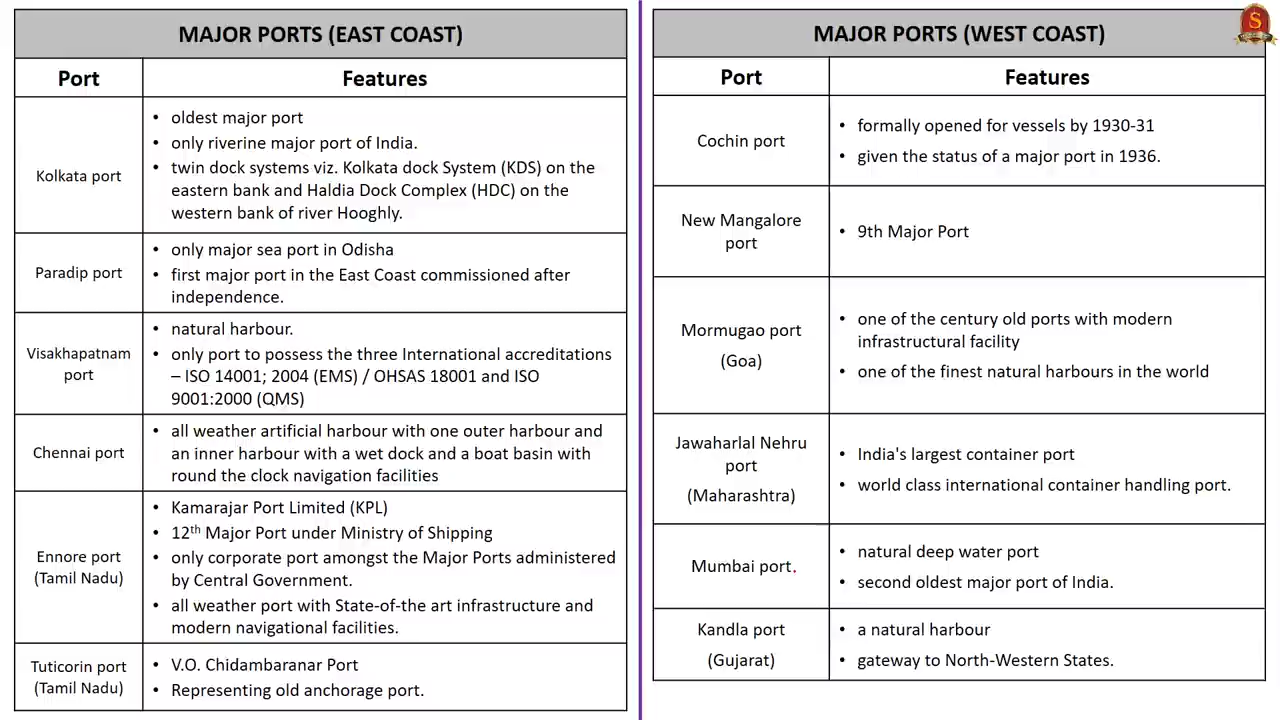 MAJOR PORTS (EAST COAST)
Port
Features
Kolkata port
• oldest major port
• only riverine major port of India.
• twin dock systems viz. Kolkata dock System (KDS) on the
eastern bank and Haldia Dock Complex (HDC) on the
western bank of river Hooghly.
Paradip port
• only major sea port in Odisha
• first major port in the East Coast commissioned after
independence.
Visakhapatnam
port
• natural harbour.
• only port to possess the three International accreditations
– ISO 14001; 2004 (EMS) / OHSAS 18001 and ISO
9001:2000 (QMS)
Chennai port
• all weather artificial harbour with one outer harbour and
an inner harbour with a wet dock and a boat basin with
round the clock navigation facilities
Ennore port
(Tamil Nadu)
• Kamarajar Port Limited (KPL)
• 12th Major Port under Ministry of Shipping
• only corporate port amongst the Major Ports administered
by Central Government.
• all weather port with State-of-the art infrastructure and
modern navigational facilities.
Tuticorin port
(Tamil Nadu)
• V.O. Chidambaranar Port
• Representing old anchorage port.
MAJOR PORTS (WEST COAST)
Port
Features
Cochin port
• formally opened for vessels by 1930-31
• given the status of a major port in 1936.
New Mangalore
port
• 9th Major Port
Mormugao port
(Goa)
• one of the century old ports with modern
infrastructural facility
• one of the finest natural harbours in the world
Jawaharlal Nehru
port
(Maharashtra)
• India's largest container port
• world class international container handling port.
Mumbai port.
• natural deep water port
• second oldest major port of India.
Kandla port
(Gujarat)
• a natural harbour
• gateway to North-Western States.
S